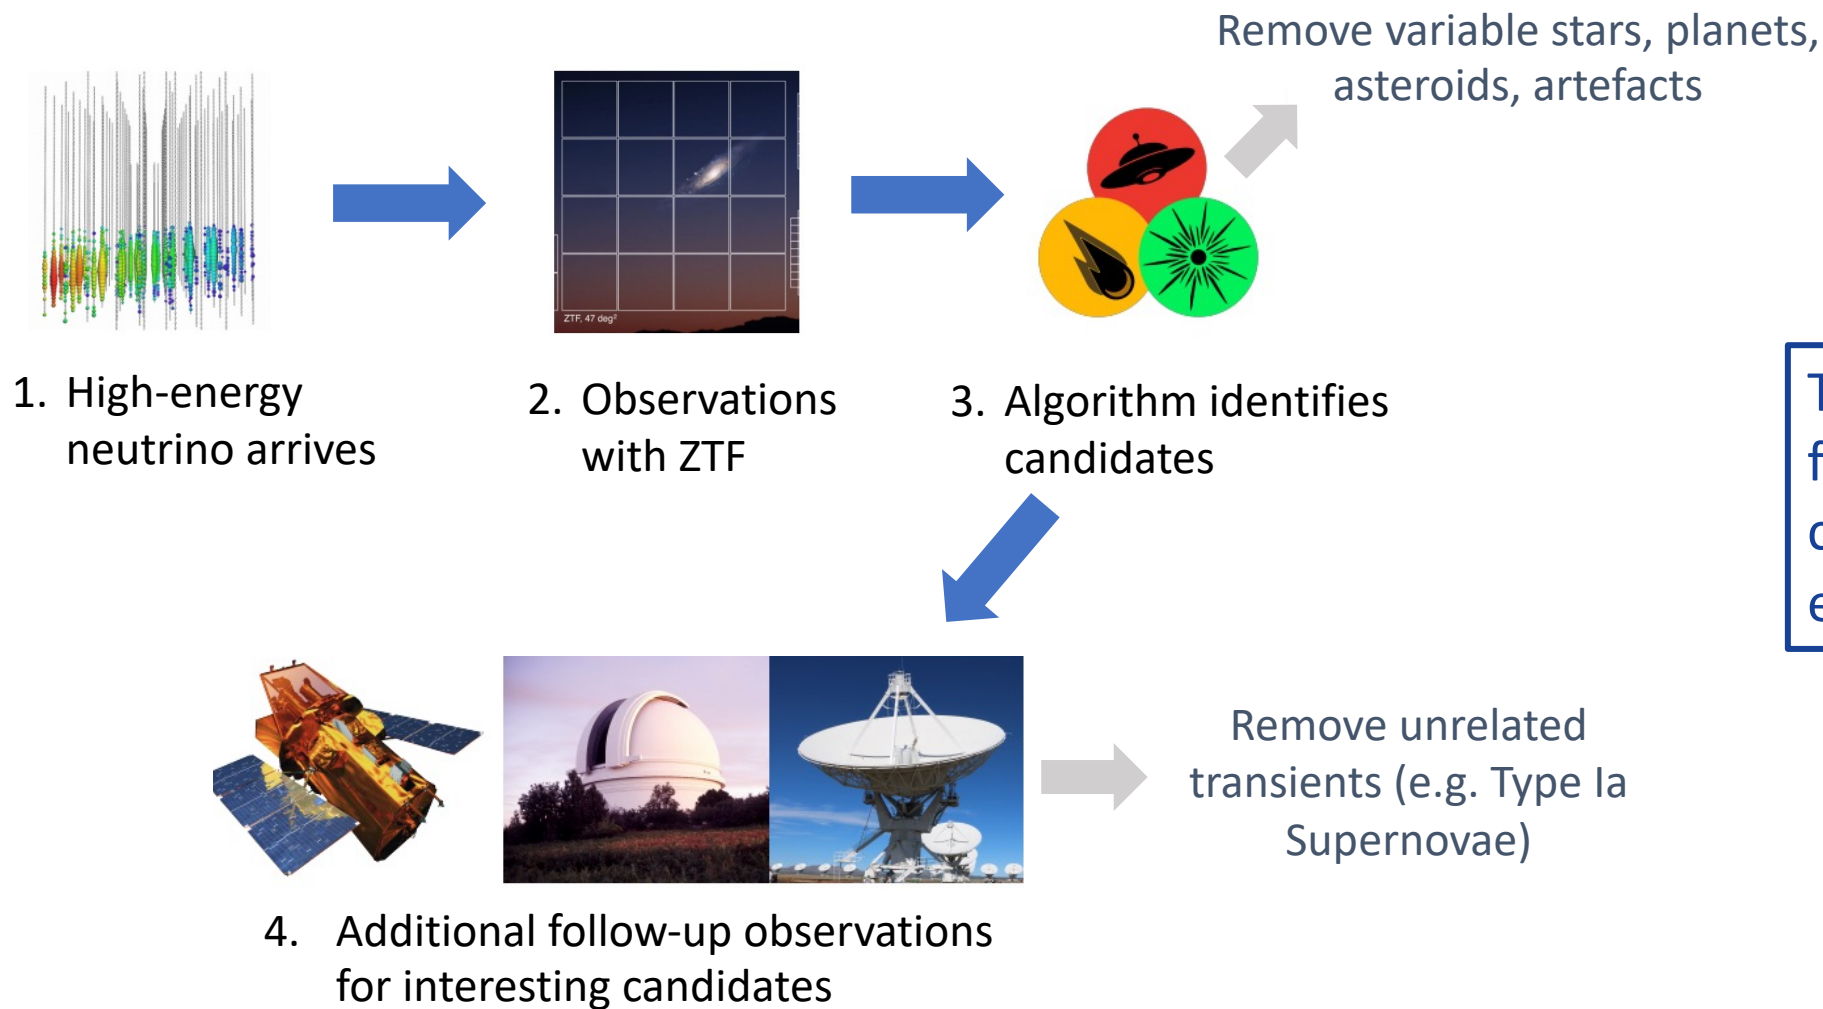 Remove variable stars, planets,
asteroids, artefacts
ZTF, 47 deg²
1. High-energy
neutrino arrives
2. Observations
with ZTF
3. Algorithm identifies
candidates
Remove unrelated
transients (e.g. Type Ia
Supernovae)
4. Additional follow-up observations
for interesting candidates